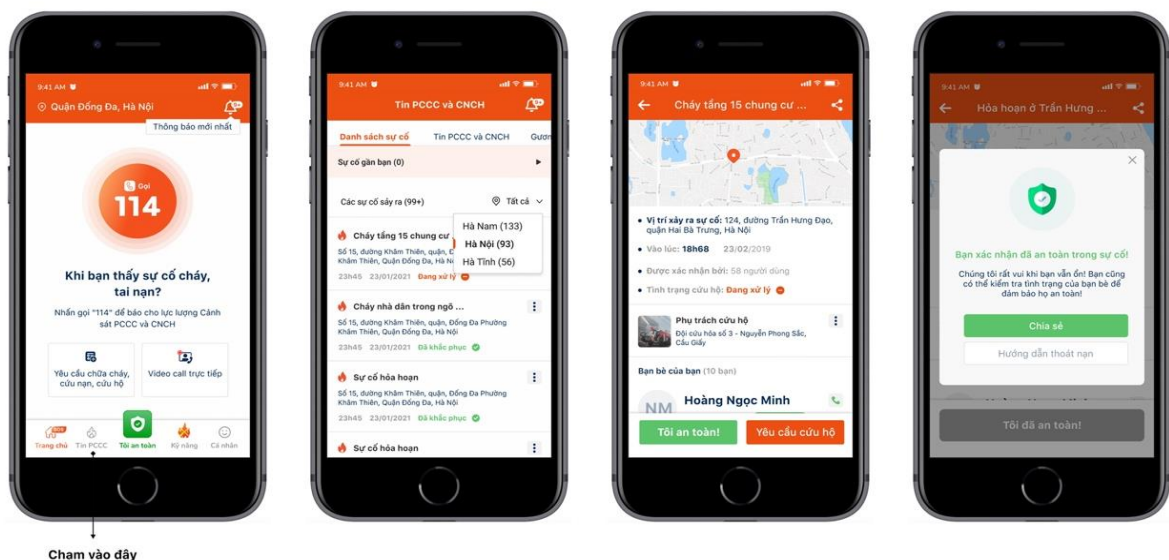 9:41 AM
Quận Đống Đa, Hà Nội
9+
Thông báo mới nhất
Gọi
114
Khi bạn thấy sự cố cháy,
tai nạn?
Nhấn gọi "114" để báo cho lực lượng Cảnh
sát PCCC và CNCH
Yêu cầu chữa cháy,
cứu nạn, cứu hộ
Video call trực tiếp
Trang chủ
Tin PCCC
Tôi an toàn
Kỹ năng
Cá nhân
Chạm vào đây
9:41 AM
Tin PCCC và CNCH
9+
Danh sách sự cố
Tin PCCC và CNCH
Gươn
Sự cố gần bạn (0)
Các sự cố sảy ra (99+)
Tất cả
Hà Nam (133)
Hà Nội (93)
Hà Tĩnh (56)
Cháy tầng 15 chung cư
Số 15, đường Khâm Thiên, quận, Đ
Khâm Thiên, Quận Đống Đa, Hà N
23h45 23/01/2021 Đang xử lý
Cháy nhà dân trong ngõ ...
Số 15, đường Khâm Thiên, quận, Đống Đa Phường
Khâm Thiên, Quận Đống Đa, Hà Nội
23h45 23/01/2021 Đã khắc phục
Sự cố hỏa hoạn
Số 15, đường Khâm Thiên, quận, Đống Đa Phường
Khâm Thiên, Quận Đống Đa, Hà Nội
23h45 23/01/2021 Đã khắc phục
Sự cố hỏa hoạn
9:41 AM
Cháy tầng 15 chung cư ...
Vị trí xảy ra sự cố: 124, đường Trần Hưng Đạo,
quận Hai Bà Trưng, Hà Nội
Vào lúc: 18h68 23/02/2019
Được xác nhận bởi: 58 người dùng
Tình trạng cứu hộ: Đang xử lý
Phụ trách cứu hộ
Đội cứu hỏa số 3 - Nguyễn Phong Sắc,
Cầu Giấy
Bạn bè của bạn (10 bạn)
NM
Hoàng Ngọc Minh
Tôi an toàn!
Yêu cầu cứu hộ
9:41 AM
Hỏa hoạn ở Trần Hưng ...
Bạn xác nhận đã an toàn trong sự cố!
Chúng tôi rất vui khi bạn vẫn ổn! Bạn cũng
có thể kiểm tra tình trạng của bạn bè để
đảm bảo họ an toàn!
Chia sẻ
Hướng dẫn thoát nạn
Tôi đã an toàn!